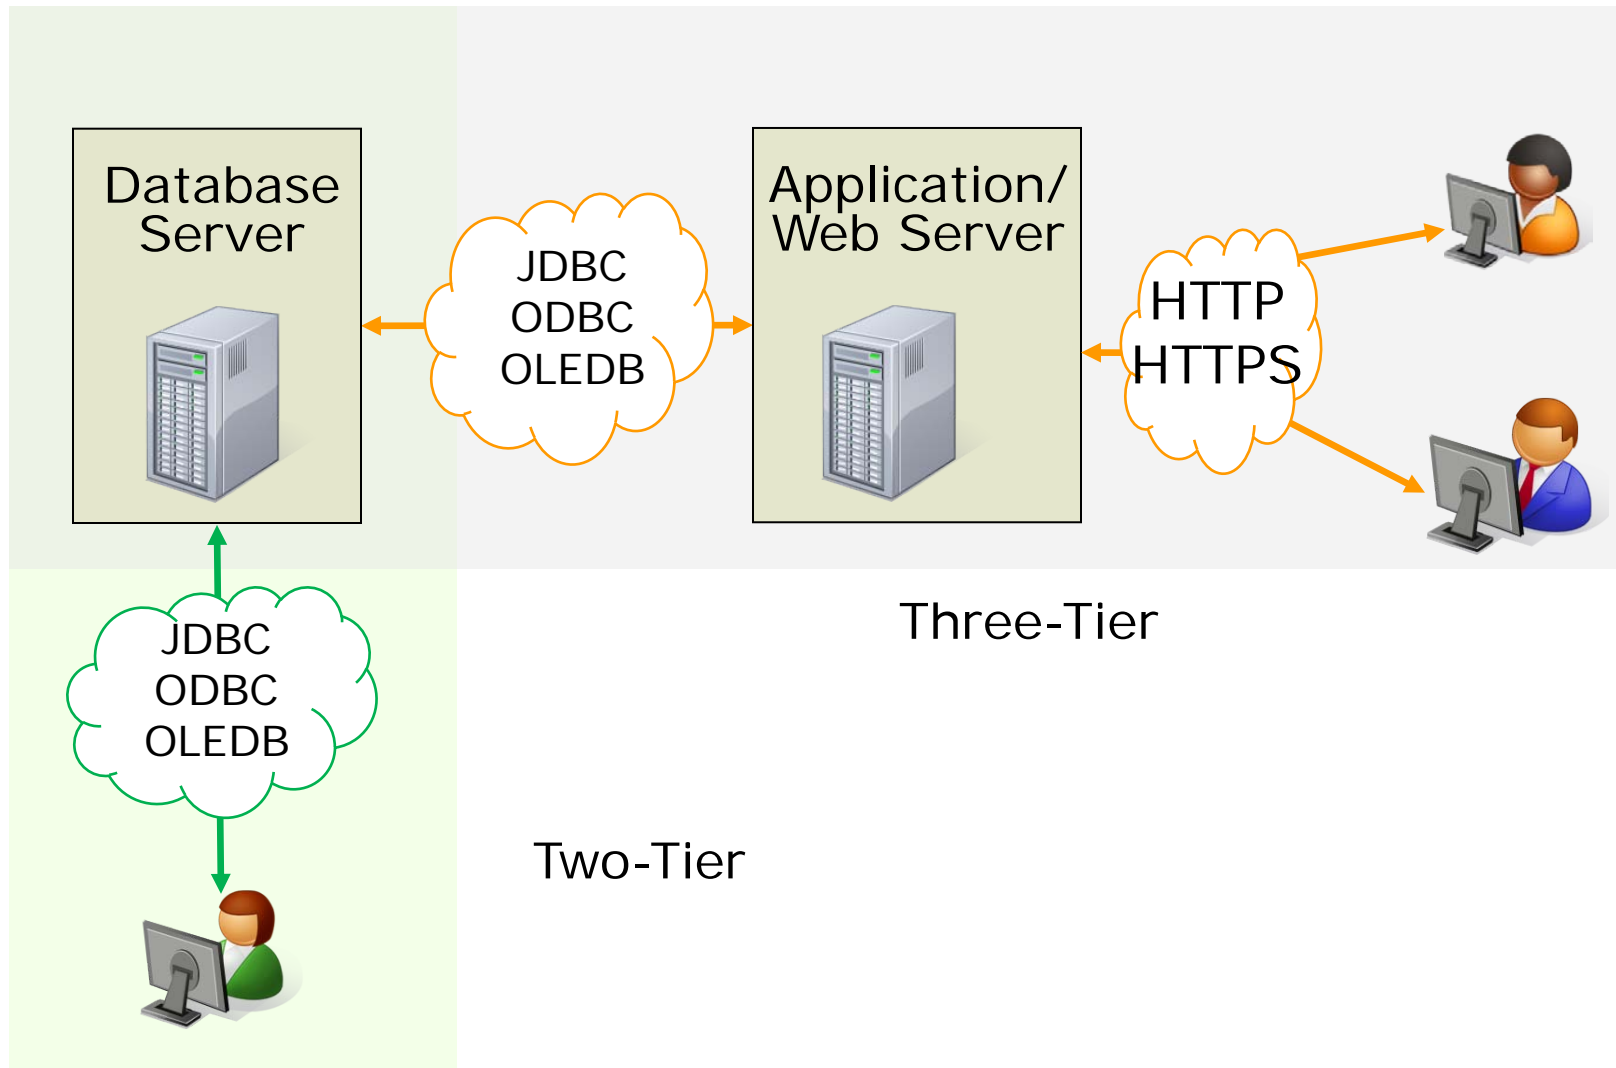 Database
Server
JDBC
ODBC
OLEDB
Application/
Web Server
HTTP
HTTPS
Three-Tier
JDBC
ODBC
OLEDB
Two-Tier